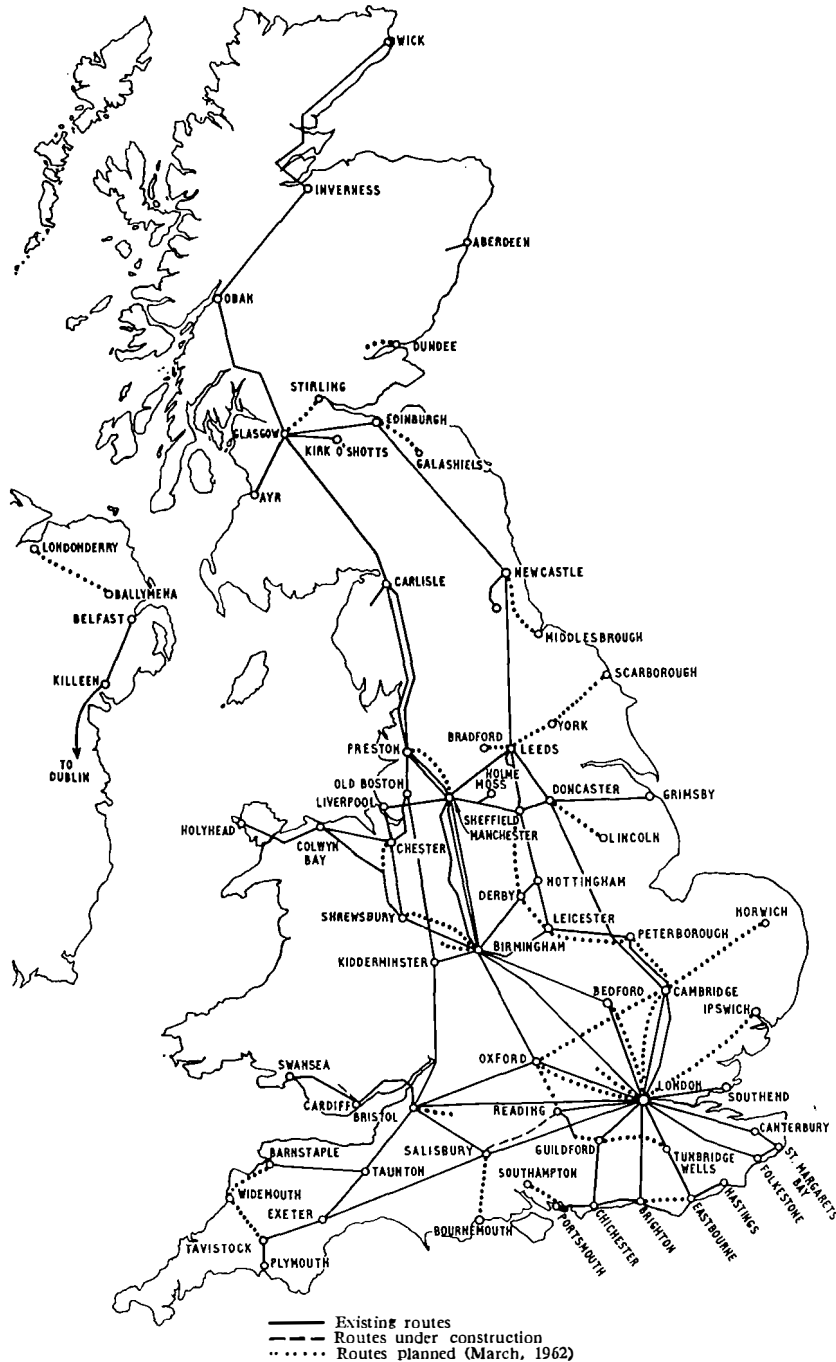 WICK
INVERNESS
ABERDEEN
OBAN
DUNDEE
STIRLING
EDINBURGH
GLASGOW
KIRK O'SHOTTS
GALASHIELS
AYR
LONDONDERRY
BALLYMENA
BELFAST
KILLEEN
TO
DUBLIN
CARLISLE
NEWCASTLE
MIDDLESBROUGH
SCARBOROUGH
YORK
BRADFORD
LEEDS
PRESTON
HOLME
MOSS
OLD BOSTON
LIVERPOOL
DONCASTER
GRIMSBY
SHEFFIELD
MANCHESTER
LINCOLN
HOLYHEAD
COLWYN
BAY
CHESTER
NOTTINGHAM
DERBY
LEICESTER
PETERBOROUGH
NORWICH
SHREWSBURY
BIRMINGHAM
KIDDERMINSTER
BEDFORD
CAMBRIDGE
IPSWICH
OXFORD
SWANSEA
CARDIFF
BRISTOL
READING
LONDON
SOUTHEND
CANTERBURY
ST. MARGARETS
BAY
FOLKESTONE
SALISBURY
GUILDFORD
TUNBRIDGE
WELLS
BARNSTAPLE
TAUNTON
SOUTHAMPTON
HASTINGS
EASTBOURNE
BRIGHTON
CHICHESTER
PORTSMOUTH
WIDEMOUTH
EXETER
BOURNEMOUTH
TAVISTOCK
PLYMOUTH
Existing routes
Routes under construction
Routes planned (March, 1962)